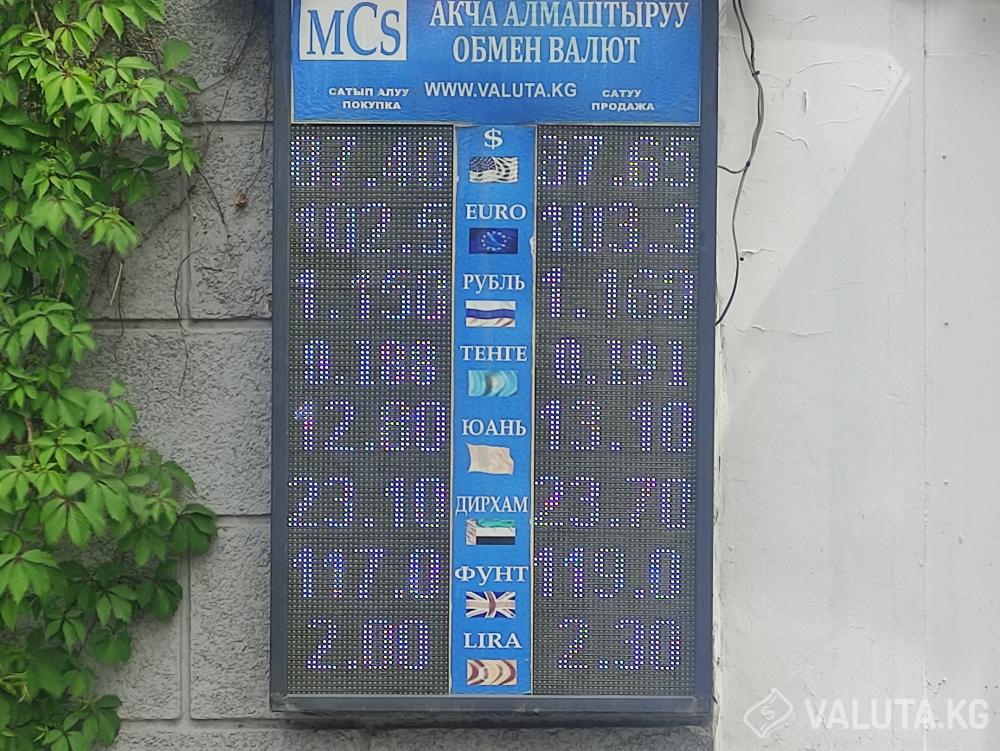 MCs
АКЧА АЛМАШТЫРУУ
ОБМЕН ВАЛЮТ
САТЫП АЛУУ
ПОКУПКА
WWW.VALUTA.KG
САТУУ
ПРОДАЖА
87.40 $ 87.65
102.5 EURO 103.3
1.150 РУБЛЬ 1.160
0.188 ТЕНГЕ 0.191
12.80 ЮАНЬ 13.10
23.10 ДИРХАМ 23.70
117.0 ФУНТ 119.0
2.00 LIRA 2.30
VALUTA.KG